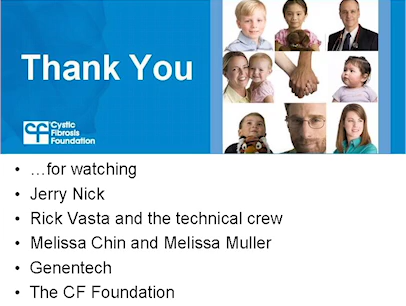 Thank You
CF Cystic
Fibrosis
Foundation
• …for watching
• Jerry Nick
• Rick Vasta and the technical crew
• Melissa Chin and Melissa Muller
• Genentech
• The CF Foundation